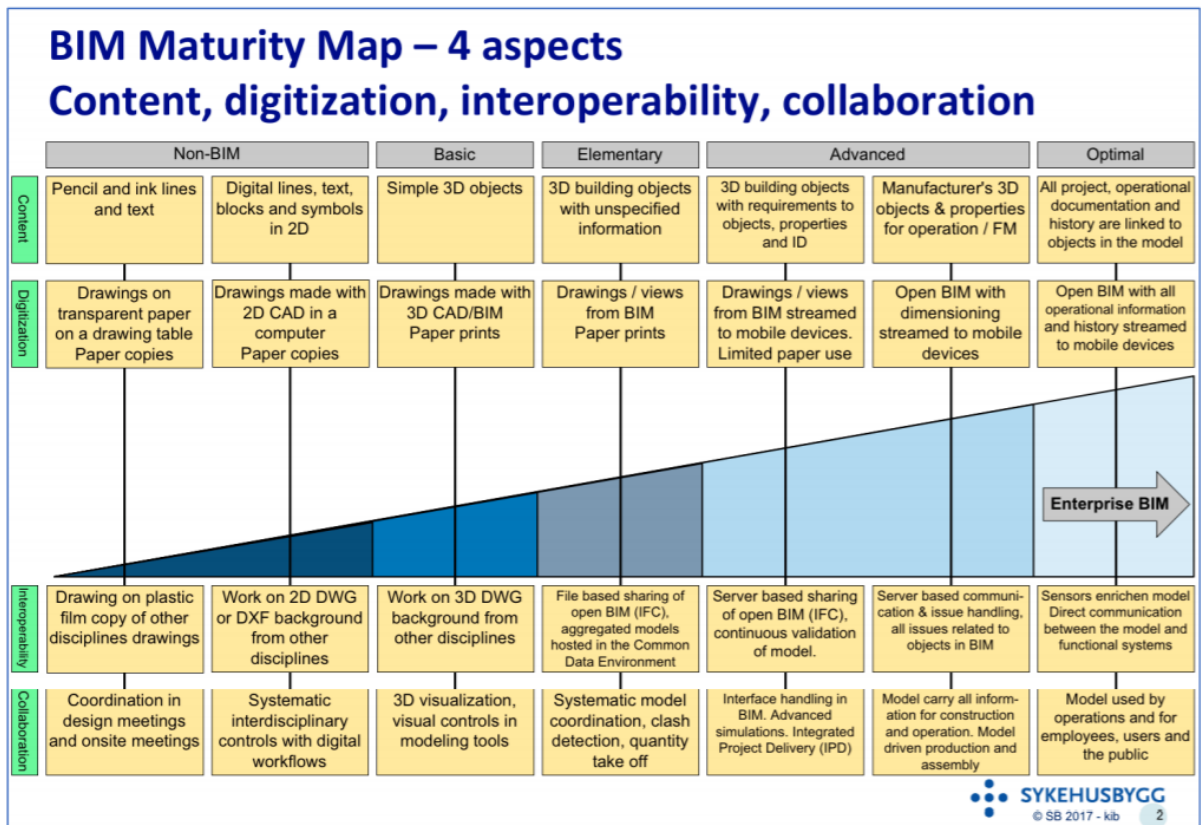 BIM Maturity Map – 4 aspects
Content, digitization, interoperability, collaboration
Non-BIM
Basic
Elementary
Advanced
Optimal
Content
Pencil and ink lines
and text
Digital lines, text,
blocks and symbols
in 2D
Simple 3D objects
3D building objects
with unspecified
information
3D building objects
with requirements to
objects, properties
and ID
Manufacturer's 3D
objects & properties
for operation / FM
All project, operational
documentation and
history are linked to
objects in the model
Digitization
Drawings on
transparent paper
on a drawing table
Paper copies
Drawings made with
2D CAD in a
computer
Paper copies
Drawings made with
3D CAD/BIM
Paper prints
Drawings / views
from BIM
Paper prints
Drawings / views
from BIM streamed
to mobile devices.
Limited paper use
Open BIM with
dimensioning
streamed to mobile
devices
Open BIM with all
operational information
and history streamed
to mobile devices
Enterprise BIM
Interoperability
Drawing on plastic
film copy of other
disciplines drawings
Work on 2D DWG
or DXF background
from other
disciplines
Work on 3D DWG
background from
other disciplines
File based sharing of
open BIM (IFC),
aggregated models
hosted in the Common
Data Environment
Server based sharing
of open BIM (IFC),
continuous validation
of model.
Server based communi-
cation & issue handling,
all issues related to
objects in BIM
Sensors enrichen model
Direct communication
between the model and
functional systems
Collaboration
Coordination in
design meetings
and onsite meetings
Systematic
interdisciplinary
controls with digital
workflows
3D visualization,
visual controls in
modeling tools
Systematic model
coordination, clash
detection, quantity
take off
Interface handling in
BIM. Advanced
simulations. Integrated
Project Delivery (IPD)
Model carry all inform-
ation for construction
and operation. Model
driven production and
assembly
Model used by
operations and for
employees, users and
the public
SYKEHUSBYGG
© SB 2017 - kib 2